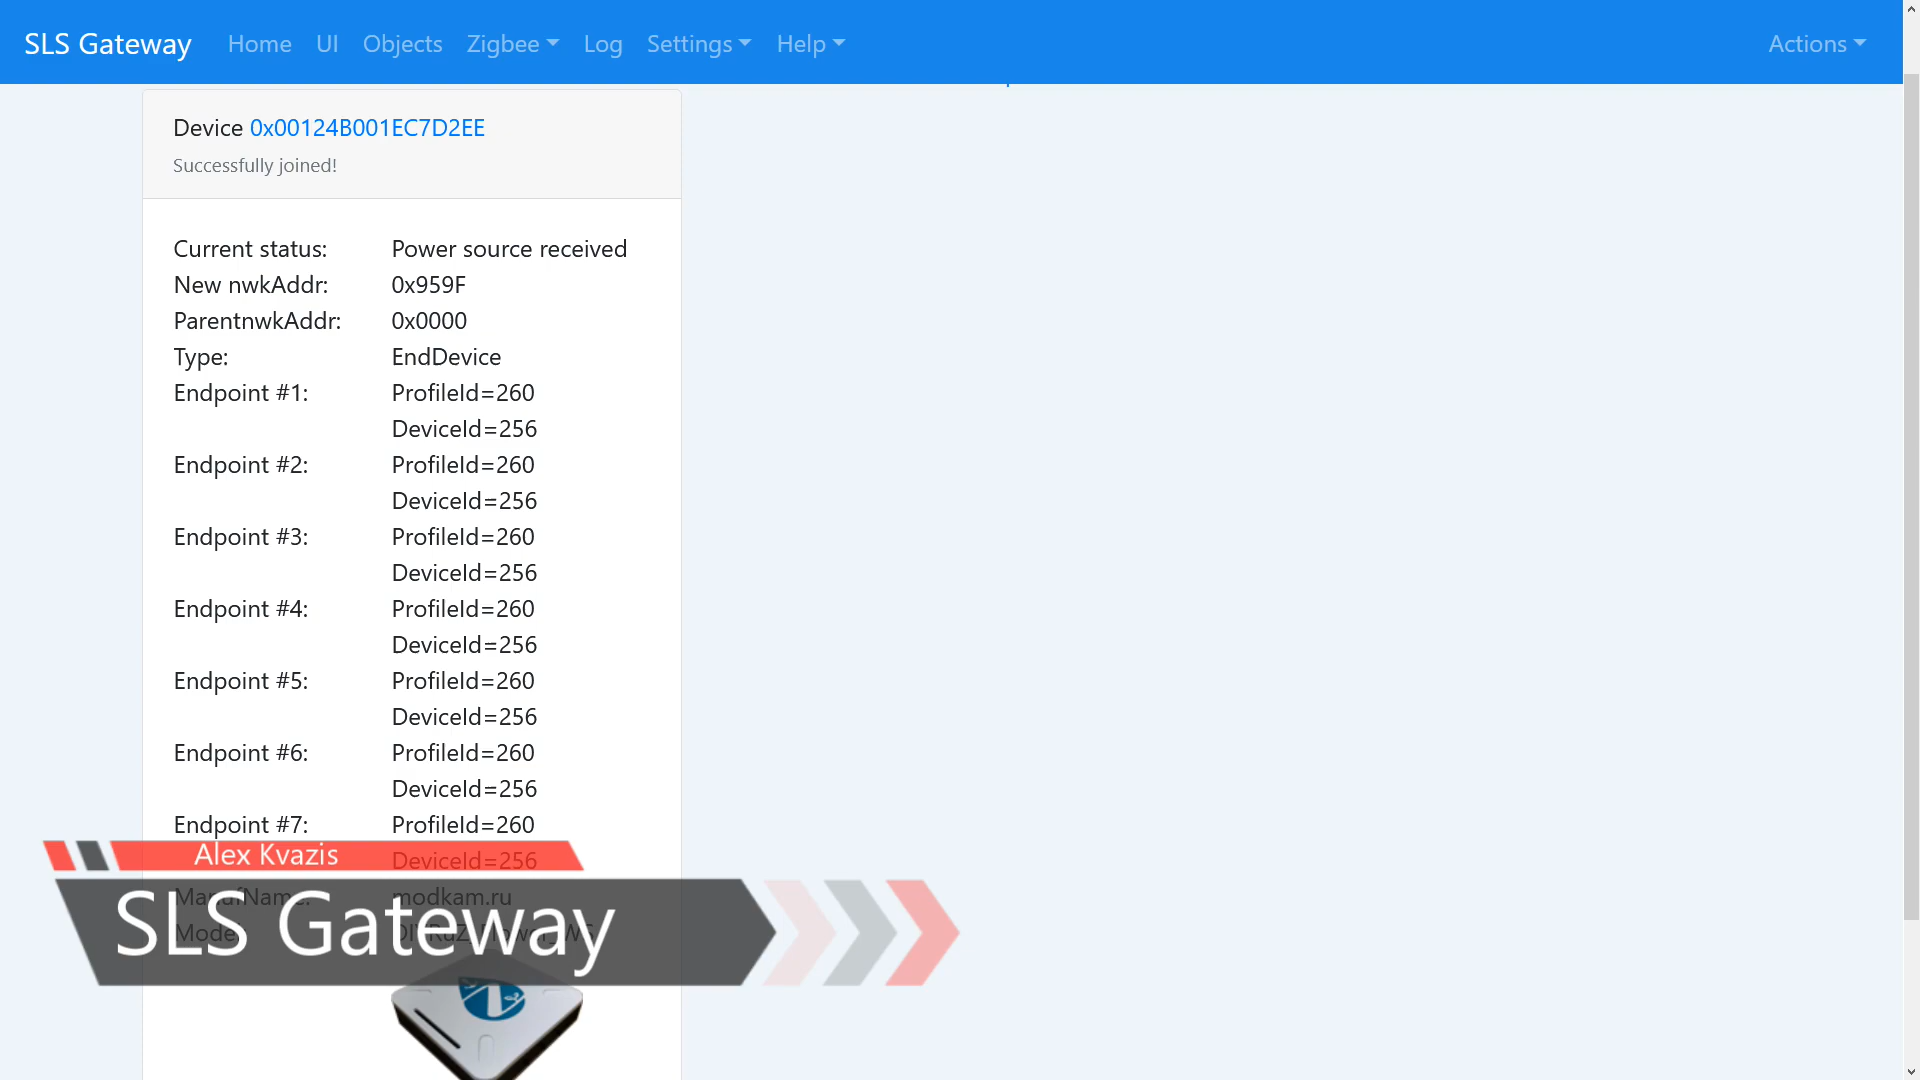 SLS Gateway Home UI Objects Zigbee Log Settings Help Actions
Device 0x00124B001EC7D2EE
Successfully joined!
Current status: Power source received
New nwkAddr: 0x959F
ParentnwkAddr: 0x0000
Type: EndDevice
Endpoint #1: ProfileId=260
DeviceId=256
Endpoint #2: ProfileId=260
DeviceId=256
Endpoint #3: ProfileId=260
DeviceId=256
Endpoint #4: ProfileId=260
DeviceId=256
Endpoint #5: ProfileId=260
DeviceId=256
Endpoint #6: ProfileId=260
DeviceId=256
Endpoint #7: ProfileId=260
DeviceId=256
Alex Kvazis
ManufName: modkam.ru
SLS Gateway